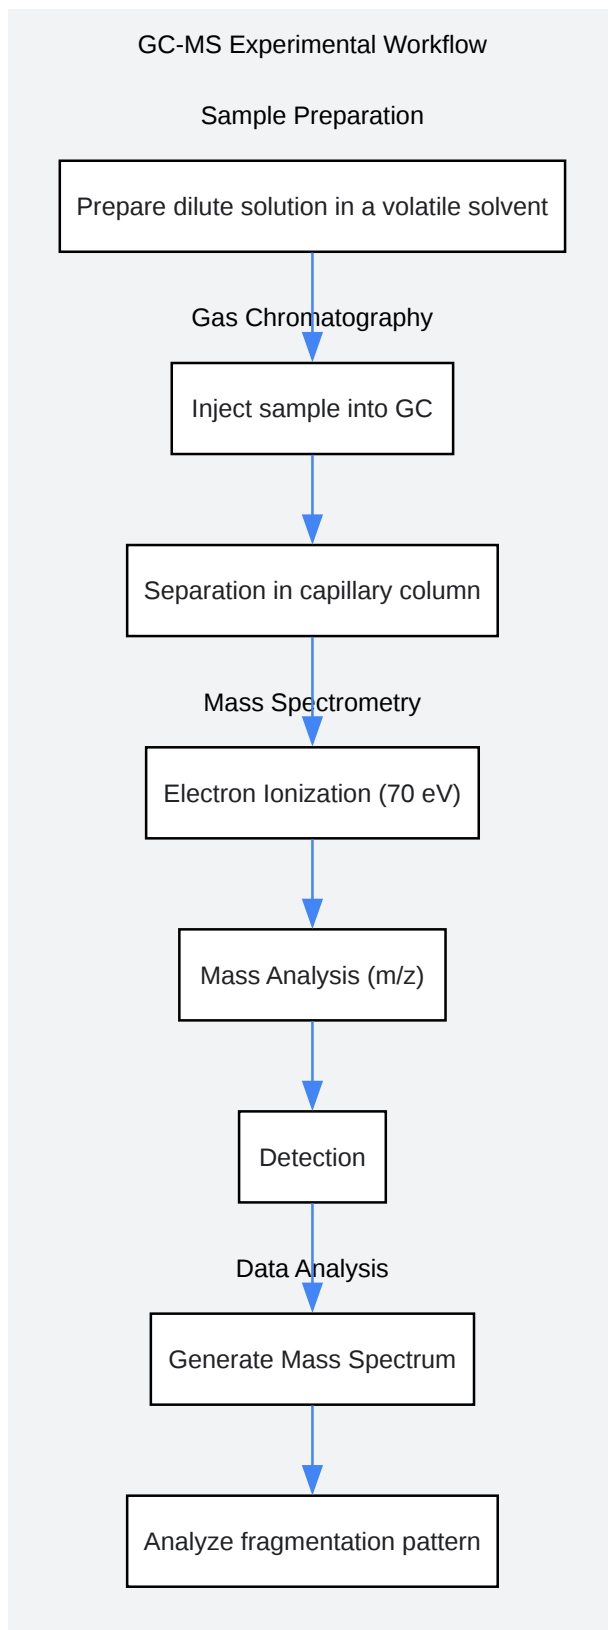 GC-MS Experimental Workflow
Sample Preparation
Prepare dilute solution in a volatile solvent
Gas Chromatography
Inject sample into GC
Separation in capillary column
Mass Spectrometry
Electron Ionization (70 eV)
Mass Analysis (m/z)
Detection
Data Analysis
Generate Mass Spectrum
Analyze fragmentation pattern